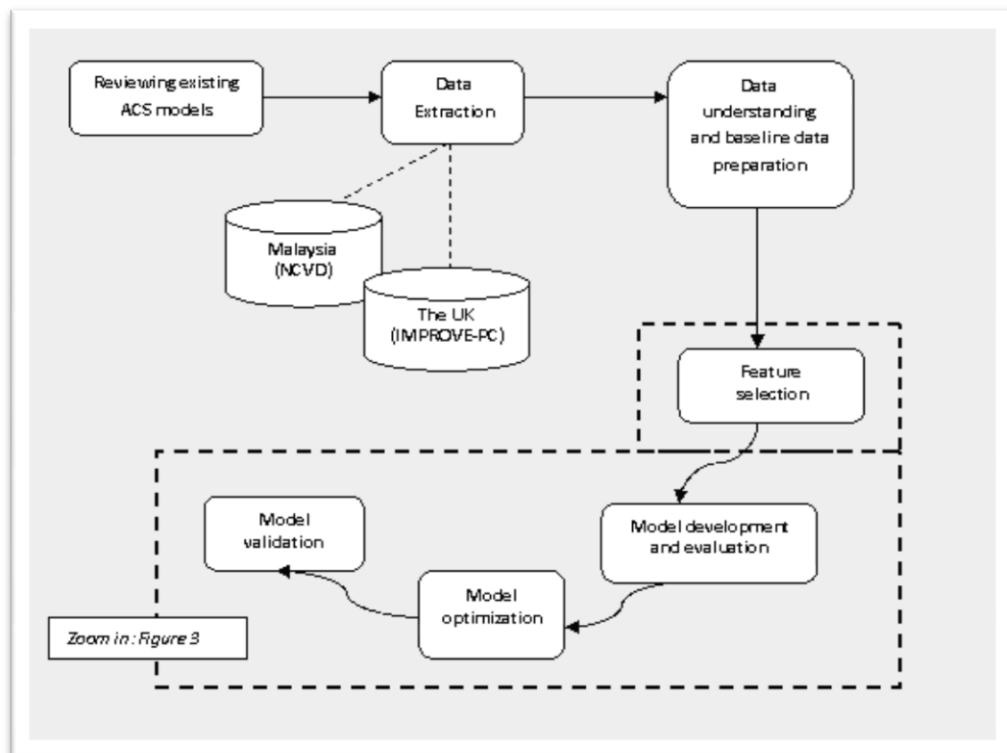 Reviewing existing
ACS models
Data
Extraction
Data
understanding
and baseline data
preparation
Malaysia
(NCVD)
The UK
(IMPROVE-PC)
Feature
selection
Model development
and evaluation
Model
optimization
Model
validation
Zoom in: Figure 3